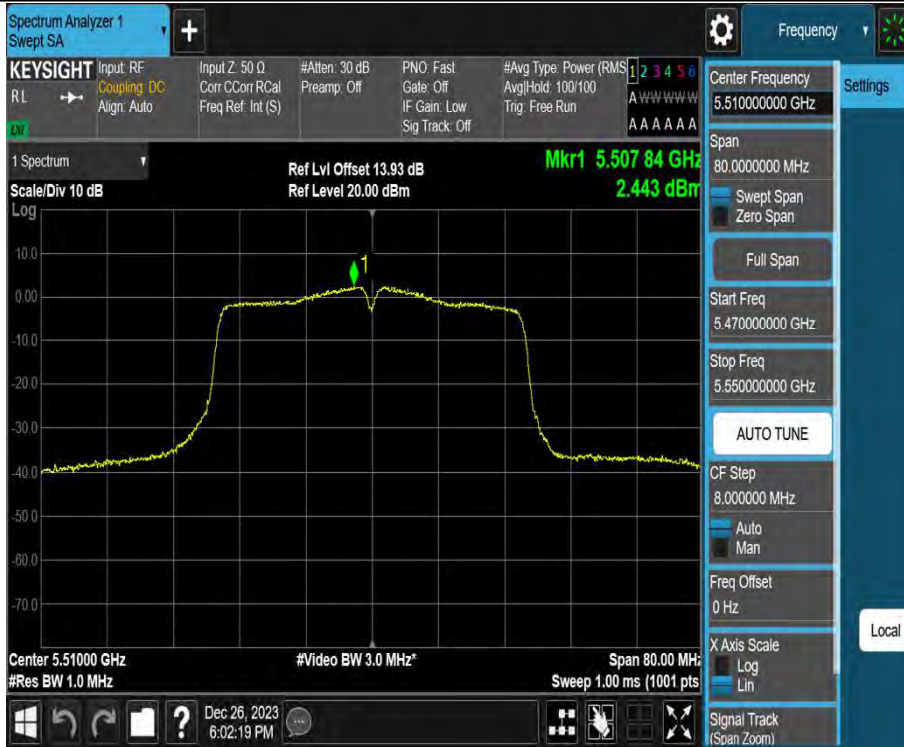 Spectrum Analyzer 1
Swept SA
+
Frequency
KEYSIGHT
RL
LXI
Input: RF
Coupling: DC
Align: Auto
Input Z: 50 Ω
Corr CCorr RCal
Freq Ref: Int (S)
#Atten: 30 dB
Preamp: Off
PNO: Fast
Gate: Off
IF Gain: Low
Sig Track: Off
#Avg Type: Power (RMS
Avg|Hold: 100/100
Trig: Free Run
1 2 3 4 5 6
A W W W W W
A A A A A A
1 Spectrum
Scale/Div 10 dB
Log
Ref Lvl Offset 13.93 dB
Ref Level 20.00 dBm
Mkr1 5.507 84 GHz
2.443 dBm
1
10.0
0.00
-10.0
-20.0
-30.0
-40.0
-50.0
-60.0
-70.0
Center 5.51000 GHz
#Res BW 1.0 MHz
#Video BW 3.0 MHz*
Span 80.00 MHz
Sweep 1.00 ms (1001 pts
Dec 26, 2023
6:02:19 PM
Center Frequency
5.510000000 GHz
Span
80.0000000 MHz
Swept Span
Zero Span
Full Span
Start Freq
5.470000000 GHz
Stop Freq
5.550000000 GHz
AUTO TUNE
CF Step
8.000000 MHz
Auto
Man
Freq Offset
0 Hz
X Axis Scale
Log
Lin
Signal Track
(Span Zoom)
Settings
Local